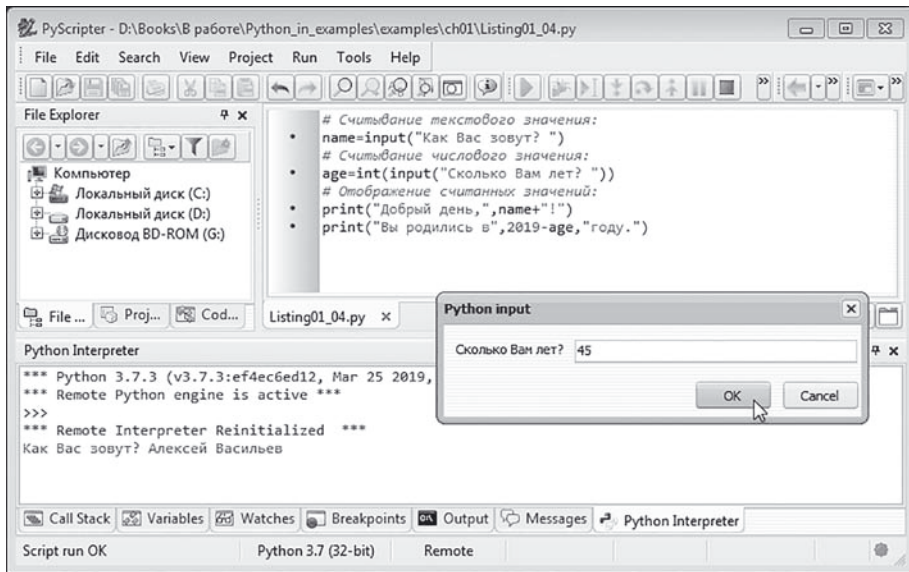 PyScripter - D:\Books\В работе\Python_in_examples\examples\ch01\Listing01_04.py
File Edit Search View Project Run Tools Help
File Explorer
Компьютер
Локальный диск (C:)
Локальный диск (D:)
Дисковод BD-ROM (G:)
File ... Proj... Cod...
# Считывание текстового значения:
name=input("Как Вас зовут? ")
# Считывание числового значения:
age=int(input("Сколько Вам лет? "))
# Отображение считанных значений:
print("Добрый день,",name+"!")
print("Вы родились в",2019-age,"году.")
Listing01_04.py
Python input
Сколько Вам лет? 45
OK Cancel
Python Interpreter
*** Python 3.7.3 (v3.7.3:ef4ec6ed12, Mar 25 2019,
*** Remote Python engine is active ***
>>>
*** Remote Interpreter Reinitialized ***
Как Вас зовут? Алексей Васильев
Call Stack Variables Watches Breakpoints Output Messages Python Interpreter
Script run OK Python 3.7 (32-bit) Remote